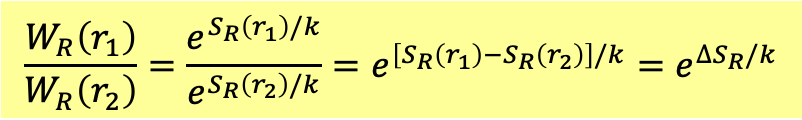 W_R(r_1)/W_R(r_2) = e^{S_R(r_1)/k}/e^{S_R(r_2)/k} = e^{[S_R(r_1)−S_R(r_2)]/k} = e^{ΔS_R/k}